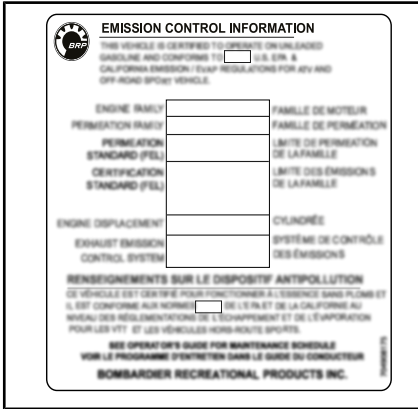 BRP EMISSION CONTROL INFORMATION
THIS VEHICLE IS CERTIFIED TO OPERATE ON UNLEADED
GASOLINE AND CONFORMS TO U.S. EPA &
CALIFORNIA EMISSION / EVAP REGULATIONS FOR ATV AND
OFF-ROAD SPORT VEHICLE.
ENGINE FAMILY FAMILLE DE MOTEUR
PERMEATION FAMILY FAMILLE DE PERMÉATION
PERMEATION LIMITE DE PERMEATION
STANDARD (FEL) DE LA FAMILLE
CERTIFICATION LIMITE DES ÉMISSIONS
STANDARD (FEL) DE LA FAMILLE
ENGINE DISPLACEMENT CYLINDRÉE
EXHAUST EMISSION SYSTÈME DE CONTRÔLE
CONTROL SYSTEM DES ÉMISSIONS
RENSEIGNEMENTS SUR LE DISPOSITIF ANTIPOLLUTION
CE VÉHICULE EST CERTIFIÉ POUR FONCTIONNER À L'ESSENCE SANS PLOMB ET
IL EST CONFORME AUX NORMES DE L'EPA ET DE LA CALIFORNIE AU
NIVEAU DES RÉGLEMENTATIONS DE L'ÉCHAPPEMENT ET DE L'ÉVAPORATION
POUR LES VTT ET LES VÉHICULES HORS-ROUTE SPORTS.
SEE OPERATOR'S GUIDE FOR MAINTENANCE SCHEDULE
VOIR LE PROGRAMME D'ENTRETIEN DANS LE GUIDE DU CONDUCTEUR
BOMBARDIER RECREATIONAL PRODUCTS INC.